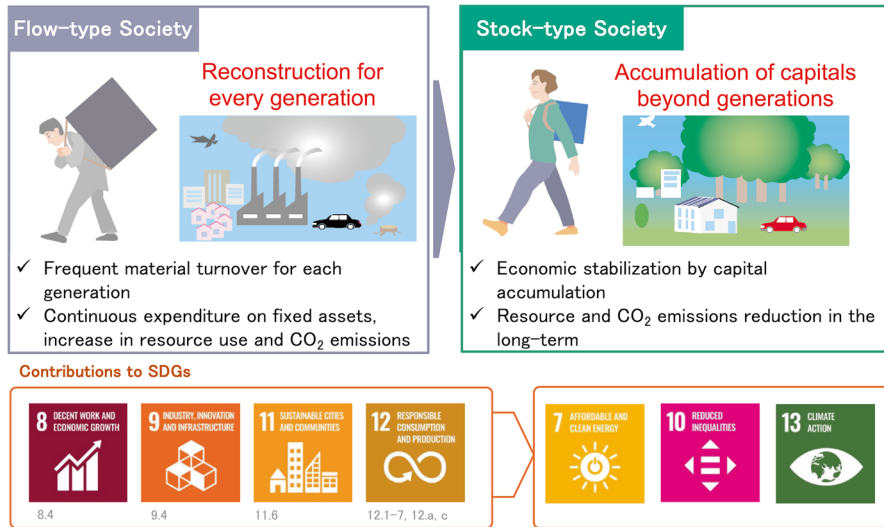 Flow-type Society
Reconstruction for
every generation
✓ Frequent material turnover for each
generation
✓ Continuous expenditure on fixed assets,
increase in resource use and CO₂ emissions
Stock-type Society
Accumulation of capitals
beyond generations
✓ Economic stabilization by capital
accumulation
✓ Resource and CO₂ emissions reduction in the
long-term
Contributions to SDGs
8 DECENT WORK AND
ECONOMIC GROWTH
8.4
9 INDUSTRY, INNOVATION
AND INFRASTRUCTURE
9.4
11 SUSTAINABLE CITIES
AND COMMUNITIES
11.6
12 RESPONSIBLE
CONSUMPTION
AND PRODUCTION
12.1-7, 12.a, c
7 AFFORDABLE AND
CLEAN ENERGY
10 REDUCED
INEQUALITIES
13 CLIMATE
ACTION